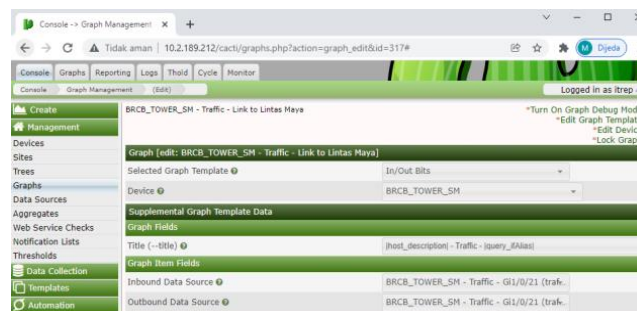 Console -> Graph Management
Tidak aman | 10.2.189.212/cacti/graphs.php?action=graph_edit&id=317#
M Dijeda
Console Graphs Reporting Logs Thold Cycle Monitor
Console Graph Management (Edit)
Logged in as itrep
Create
Management
Devices
Sites
Trees
Graphs
Data Sources
Aggregates
Web Service Checks
Notification Lists
Thresholds
Data Collection
Templates
Automation
BRCB_TOWER_SM - Traffic - Link to Lintas Maya
*Turn On Graph Debug Mod
*Edit Graph Templat
*Edit Devic
*Lock Grap
Graph [edit: BRCB_TOWER_SM - Traffic - Link to Lintas Maya]
Selected Graph Template In/Out Bits
Device BRCB_TOWER_SM
Supplemental Graph Template Data
Graph Fields
Title (--title) |host_description| - Traffic - |query_ifAlias|
Graph Item Fields
Inbound Data Source BRCB_TOWER_SM - Traffic - Gi1/0/21 (trafe..
Outbound Data Source BRCB_TOWER_SM - Traffic - Gi1/0/21 (trafe..